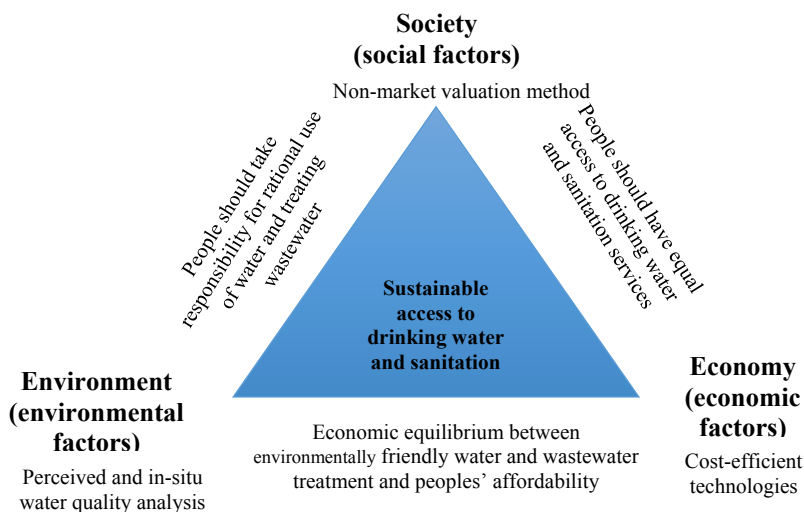 Society
(social factors)
Non-market valuation method
People should take
responsibility for rational use
of water and treating
wastewater
People should have equal
access to drinking water
and sanitation services
Sustainable
access to
drinking water
and sanitation
Environment
(environmental
factors)
Perceived and in-situ
water quality analysis
Economic equilibrium between
environmentally friendly water and wastewater
treatment and peoples’ affordability
Economy
(economic
factors)
Cost-efficient
technologies